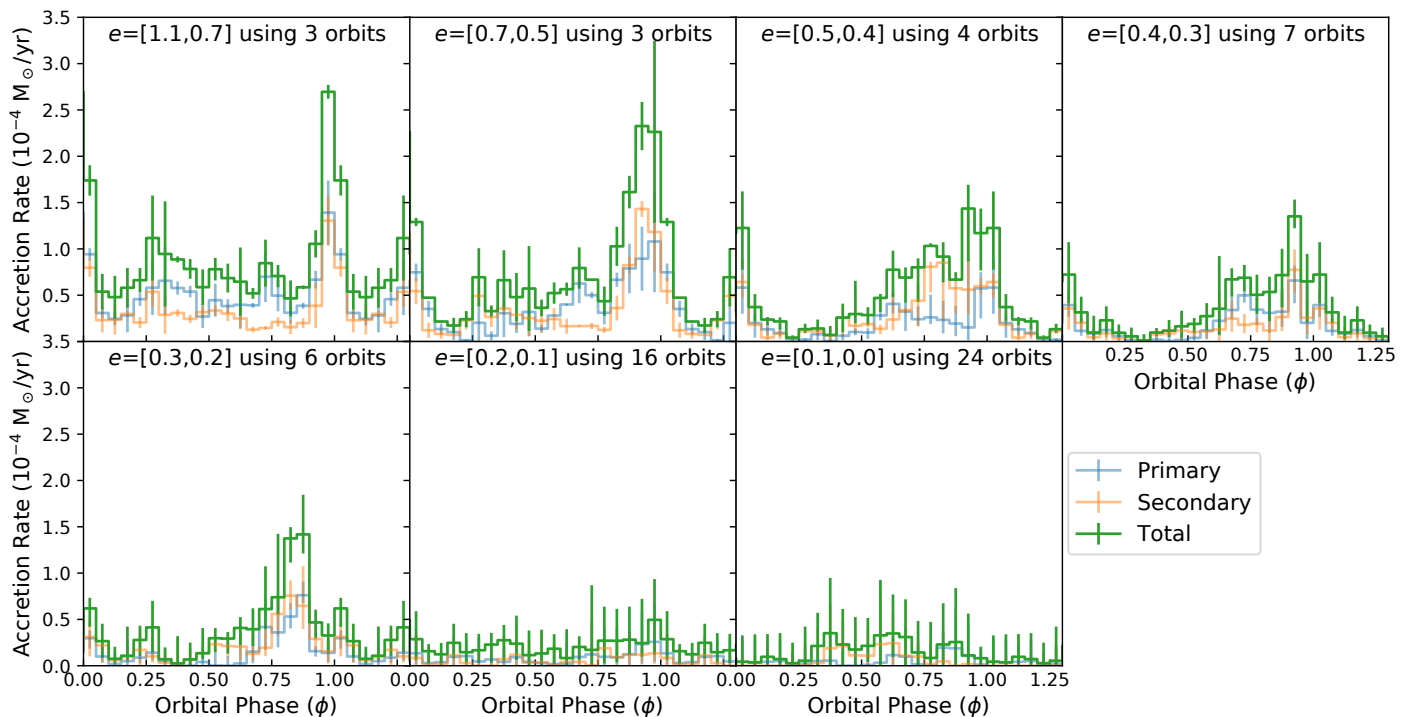 3.5
3.0
2.5
2.0
1.5
1.0
0.5
3.5
Accretion Rate (10⁻⁴ M⊙/yr)
e=[1.1,0.7] using 3 orbits
e=[0.7,0.5] using 3 orbits
e=[0.5,0.4] using 4 orbits
e=[0.4,0.3] using 7 orbits
0.25 0.50 0.75 1.00 1.25
Orbital Phase (ϕ)
3.0
2.5
2.0
1.5
1.0
0.5
0.0
Accretion Rate (10⁻⁴ M⊙/yr)
e=[0.3,0.2] using 6 orbits
e=[0.2,0.1] using 16 orbits
e=[0.1,0.0] using 24 orbits
0.00 0.25 0.50 0.75 1.00
0.00 0.25 0.50 0.75 1.00
0.00 0.25 0.50 0.75 1.00 1.25
Orbital Phase (ϕ)
Orbital Phase (ϕ)
Orbital Phase (ϕ)
Primary
Secondary
Total